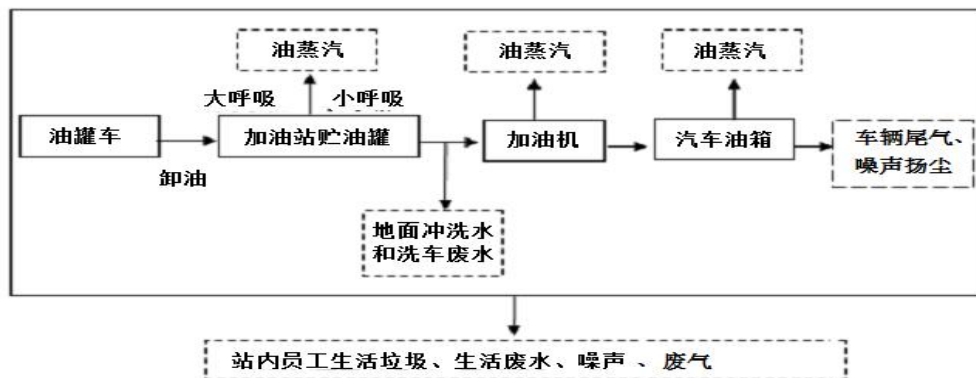 油蒸汽
油蒸汽
油蒸汽
大呼吸
小呼吸
油罐车
加油站贮油罐
加油机
汽车油箱
车辆尾气、
噪声扬尘
卸油
地面冲洗水
和洗车废水
站内员工生活垃圾、生活废水、噪声、废气